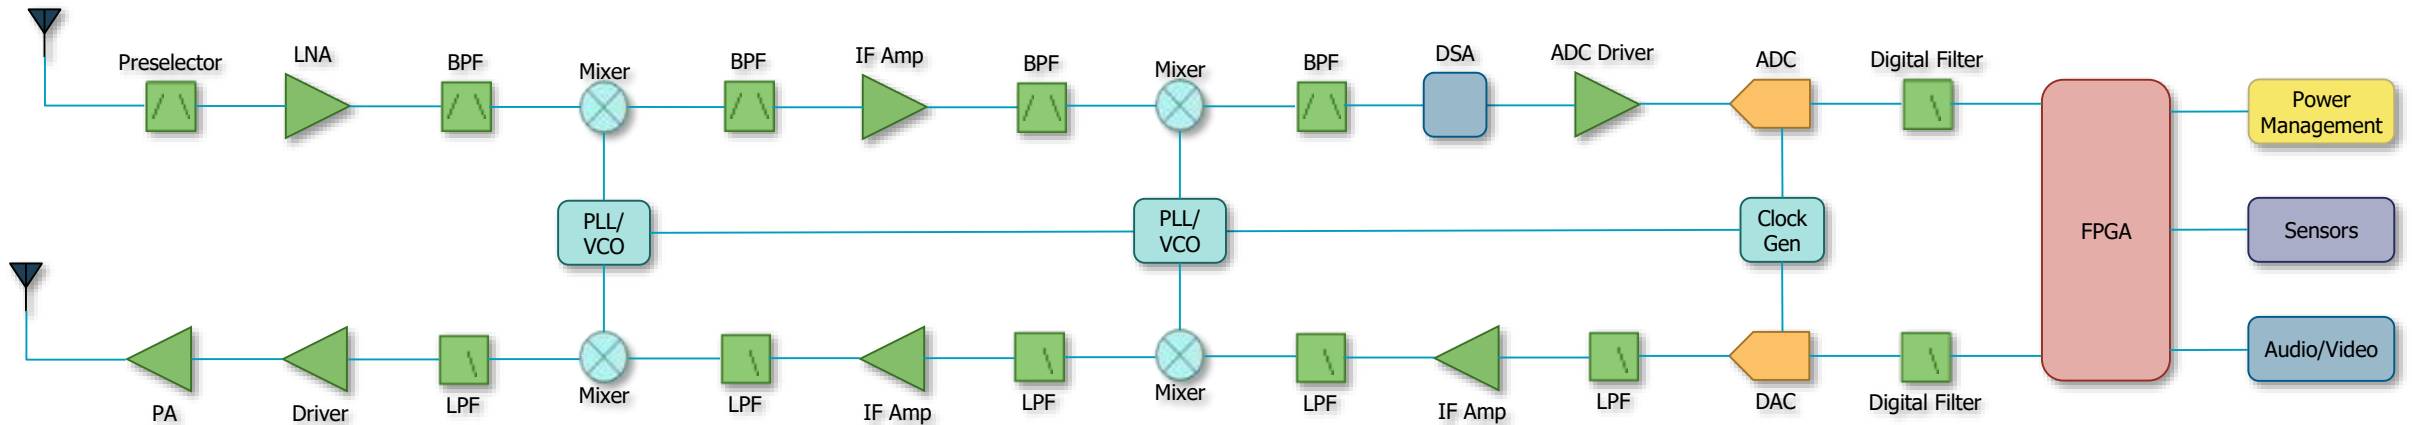 Preselector
LNA
BPF
Mixer
BPF
IF Amp
BPF
Mixer
BPF
DSA
ADC Driver
ADC
Digital Filter
Power
Management
PLL/
VCO
PLL/
VCO
Clock
Gen
FPGA
Sensors
Audio/Video
PA
Driver
LPF
Mixer
LPF
IF Amp
LPF
Mixer
LPF
IF Amp
LPF
DAC
Digital Filter